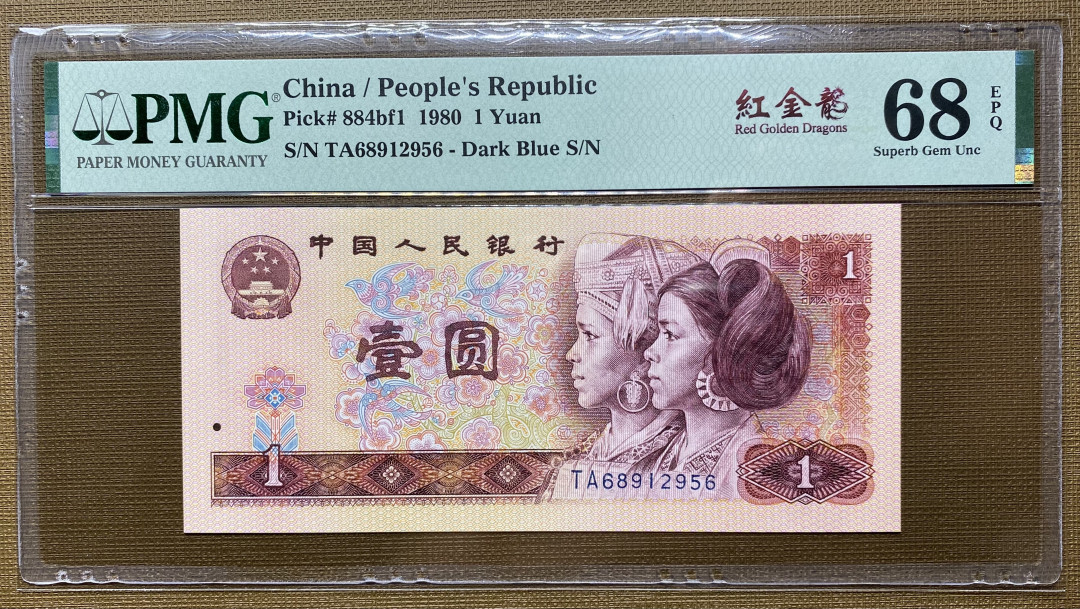 PMG®
PAPER MONEY GUARANTY
China / People's Republic
Pick# 884bf1 1980 1 Yuan
S/N TA68912956 - Dark Blue S/N
紅金龍
Red Golden Dragons
68
Superb Gem Unc
EPQ
中国人民银行
1
壹圆
1
TA68912956
1